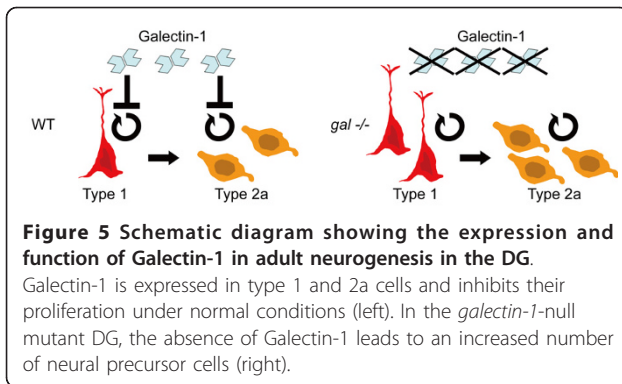 Galectin-1 Galectin-1
WT gal -/-
Type 1 Type 2a Type 1 Type 2a
Figure 5 Schematic diagram showing the expression and
function of Galectin-1 in adult neurogenesis in the DG.
Galectin-1 is expressed in type 1 and 2a cells and inhibits their
proliferation under normal conditions (left). In the galectin-1-null
mutant DG, the absence of Galectin-1 leads to an increased number
of neural precursor cells (right).